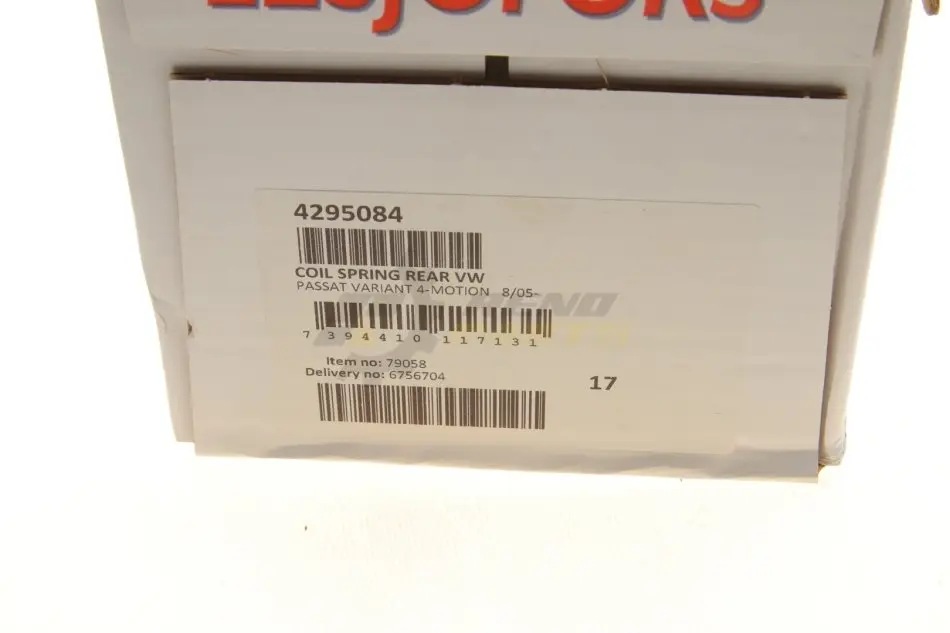 LESJÖFORS
4295084
COIL SPRING REAR VW
PASSAT VARIANT 4-MOTION 8/05-
7 394410 117131
Item no: 79058
Delivery no: 6756704
17